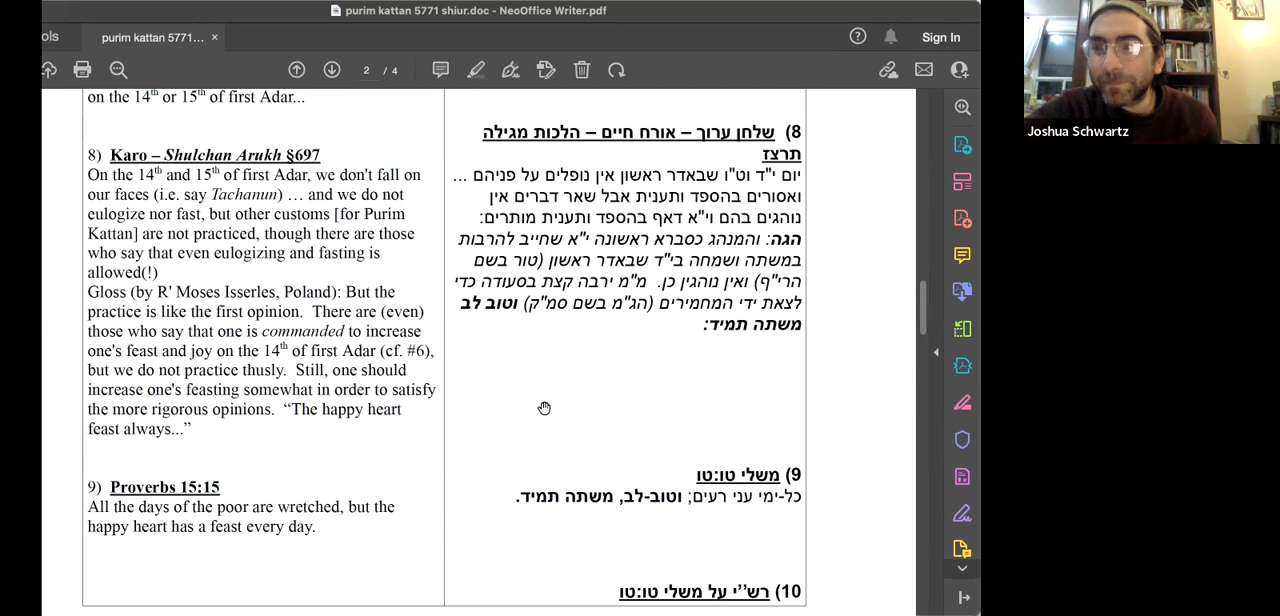 purim kattan 5771 shiur.doc - NeoOffice Writer.pdf
ols
purim kattan 5771... ×
Sign In
2 / 4
on the 14th or 15th of first Adar...
8) Karo – Shulchan Arukh §697
On the 14th and 15th of first Adar, we don't fall on
our faces (i.e. say Tachanun) … and we do not
eulogize nor fast, but other customs [for Purim
Kattan] are not practiced, though there are those
who say that even eulogizing and fasting is
allowed(!)
Gloss (by R' Moses Isserles, Poland): But the
practice is like the first opinion. There are (even)
those who say that one is commanded to increase
one's feast and joy on the 14th of first Adar (cf. #6),
but we do not practice thusly. Still, one should
increase one's feasting somewhat in order to satisfy
the more rigorous opinions. “The happy heart
feast always...”
9) Proverbs 15:15
All the days of the poor are wretched, but the
happy heart has a feast every day.
8) שלחן ערוך – אורח חיים – הלכות מגילה
תרצז
יום י"ד וט"ו שבאדר ראשון אין נופלים על פניהם ...
ואסורים בהספד ותענית אבל שאר דברים אין
נוהגים בהם וי"א דאף בהספד ותענית מותרים:
הגה: והמנהג כסברא ראשונה י"א שחייב להרבות
במשתה ושמחה בי"ד שבאדר ראשון (טור בשם
הרי"ף) ואין נוהגין כן. מ"מ ירבה קצת בסעודה כדי
לצאת ידי המחמירים (הג"מ בשם סמ"ק) וטוב לב
משתה תמיד:
9) משלי טו:טו
כל-ימי עני רעים; וטוב-לב, משתה תמיד.
10) רש''י על משלי טו:טו
Joshua Schwartz